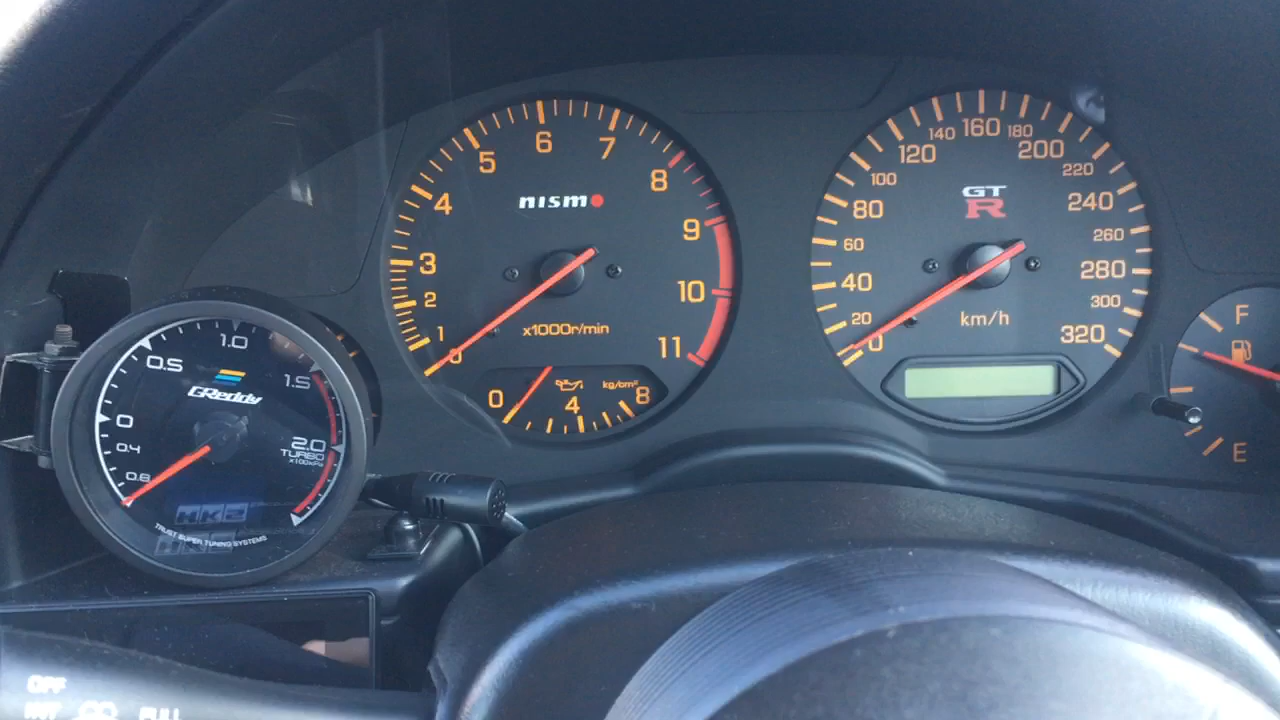 0
1
2
3
4
5
6
7
8
9
10
11
nismo
x1000r/min
0
4
8
kg/cm²
0
20
40
60
80
100
120
140
160
180
200
220
240
260
280
300
320
GT
R
km/h
F
E
0.8
0.4
0
0.5
1.0
1.5
2.0
GReddy
TURBO
x100kPa
HKS
TRUST SUPER TUNING SYSTEMS
OFF
FULL